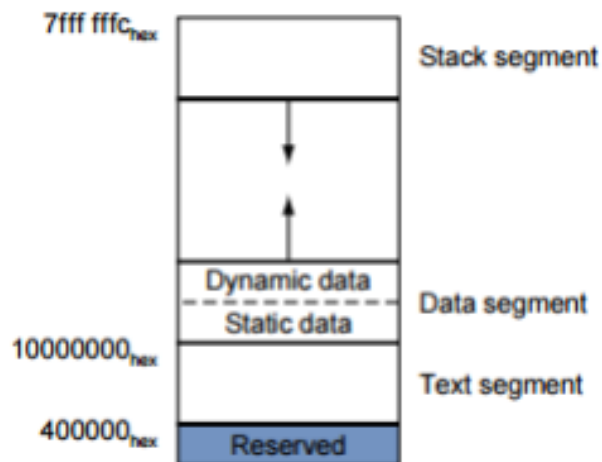 7fff fffc hex
Stack segment
Dynamic data
Data segment
Static data
10000000 hex
Text segment
400000 hex
Reserved